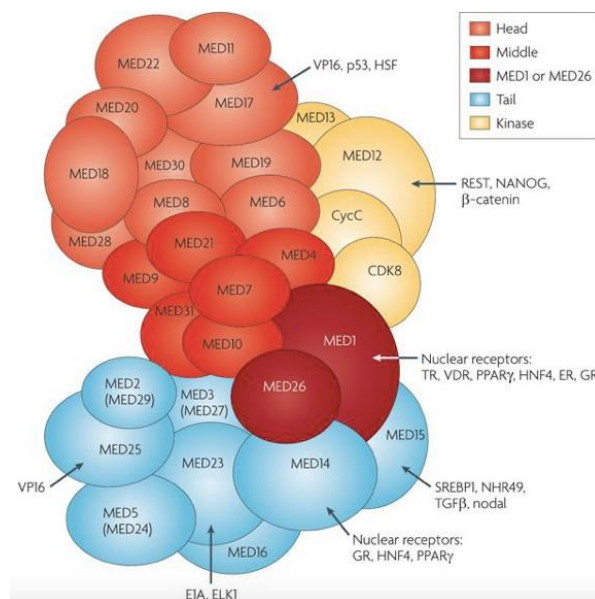 MED11
MED22
VP16, p53, HSF
MED17
MED20
MED13
MED12
MED30
MED19
MED18
REST, NANOG,
β-catenin
MED8
MED6
CycC
MED28
MED21
MED4
MED9
CDK8
MED7
MED31
MED10
MED1
Nuclear receptors:
TR, VDR, PPARγ, HNF4, ER, GR
MED26
MED2
(MED29)
MED3
(MED27)
MED15
MED25
MED23
MED14
VP16
SREBP1, NHR49,
TGFβ, nodal
MED5
(MED24)
MED16
Nuclear receptors:
GR, HNF4, PPARγ
E1A, ELK1
Head
Middle
MED1 or MED26
Tail
Kinase